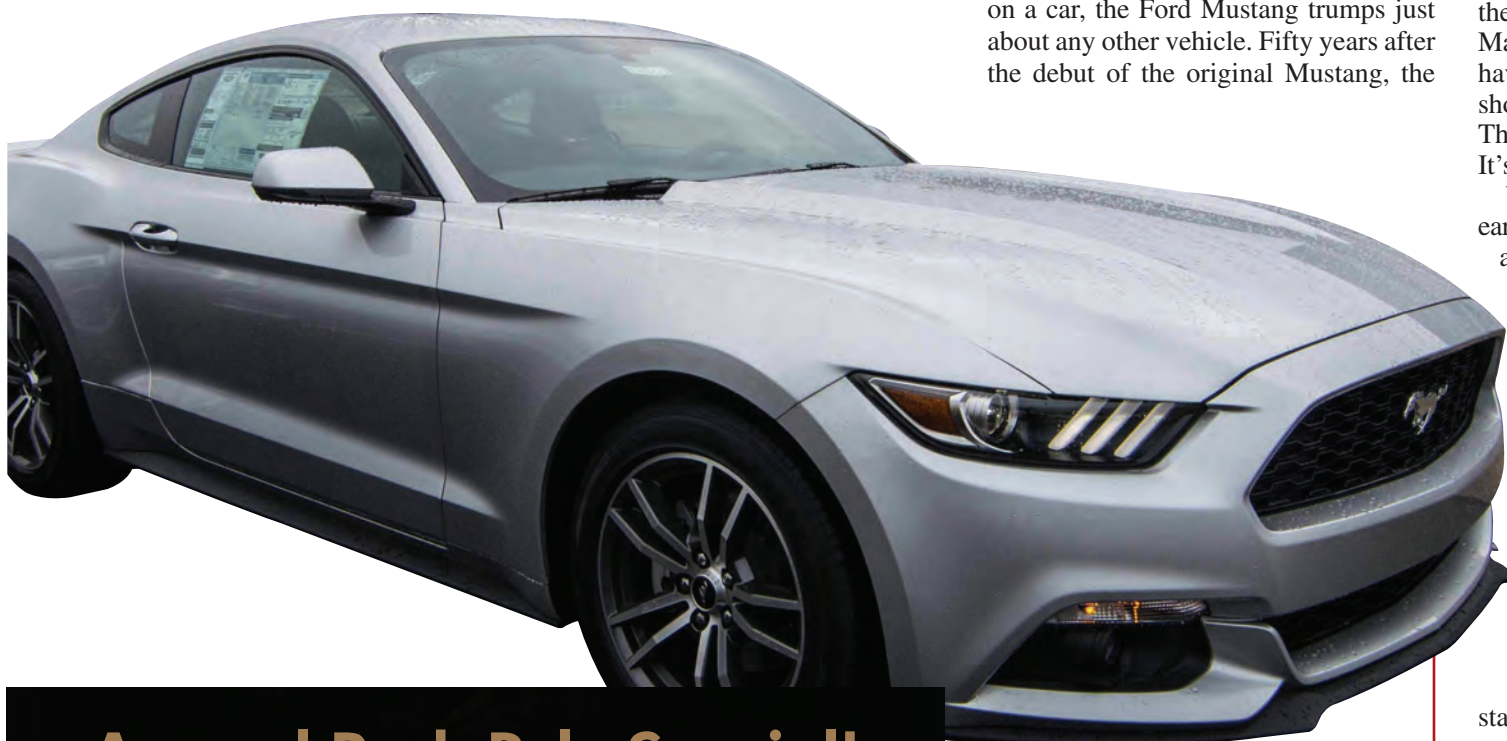 on a car, the Ford Mustang trumps just
about any other vehicle. Fifty years after
the debut of the original Mustang, the
the
Ma
hav
sho
Th
It's
ear
a
sta